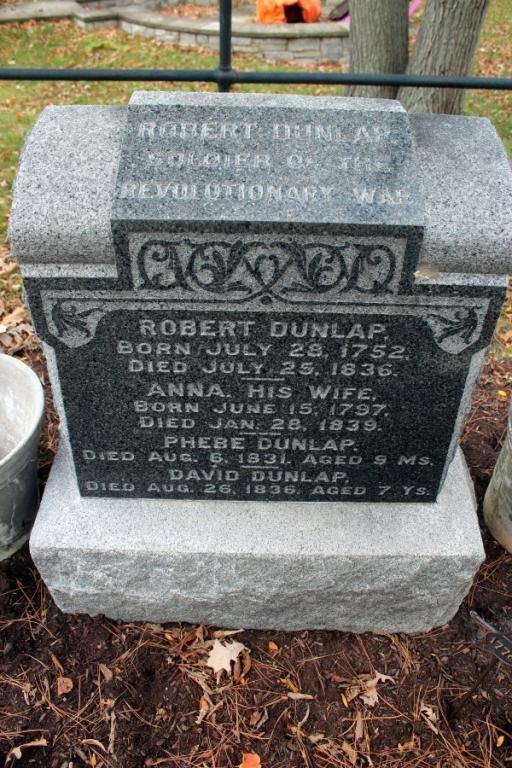 ROBERT DUNLAP
SOLDIER OF THE
REVOLUTIONARY WAR
ROBERT DUNLAP.
BORN JULY 28, 1752.
DIED JULY 25, 1836.
ANNA. HIS WIFE.
BORN JUNE 15, 1797.
DIED JAN. 28, 1839.
PHEBE DUNLAP.
DIED AUG. 6, 1831. AGED 9 MS.
DAVID DUNLAP.
DIED AUG. 26, 1836. AGED 7 YS.